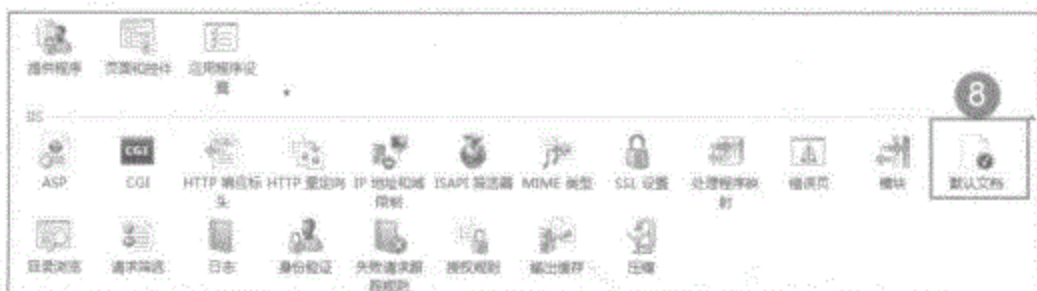 提供程序 页面和控件 应用程序设
置
8
IIS
ASP CGI HTTP 响应标 HTTP 重定向 IP 地址和域 ISAPI 筛选器 MIME 类型 SSL 设置 处理程序映 错误页 模块 默认文档
头 限制 射
目录浏览 请求筛选 日志 身份验证 失败请求跟 授权规则 输出缓存 压缩
踪规则